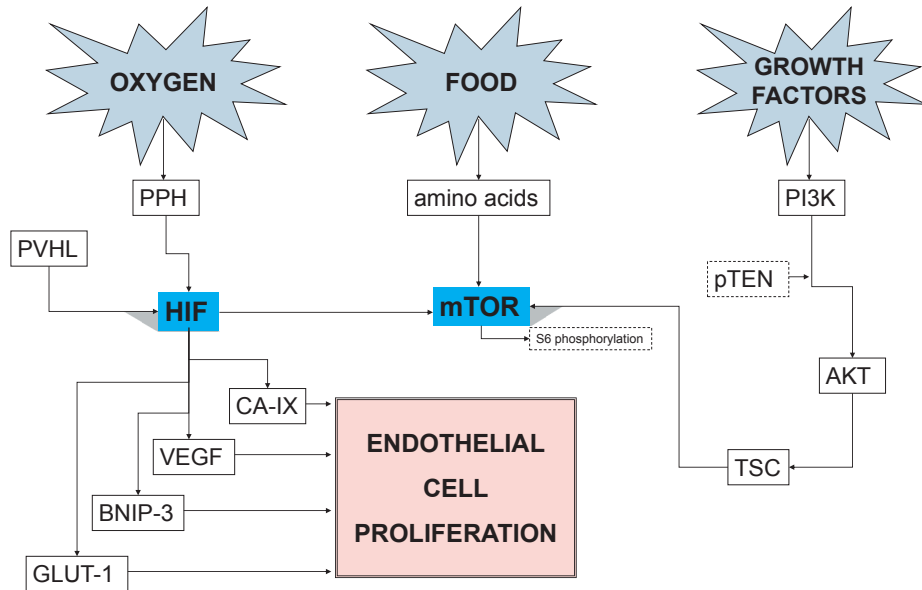 OXYGEN
FOOD
GROWTH
FACTORS
PPH
amino acids
PI3K
PVHL
pTEN
HIF
mTOR
S6 phosphorylation
AKT
CA-IX
ENDOTHELIAL
CELL
PROLIFERATION
VEGF
TSC
BNIP-3
GLUT-1